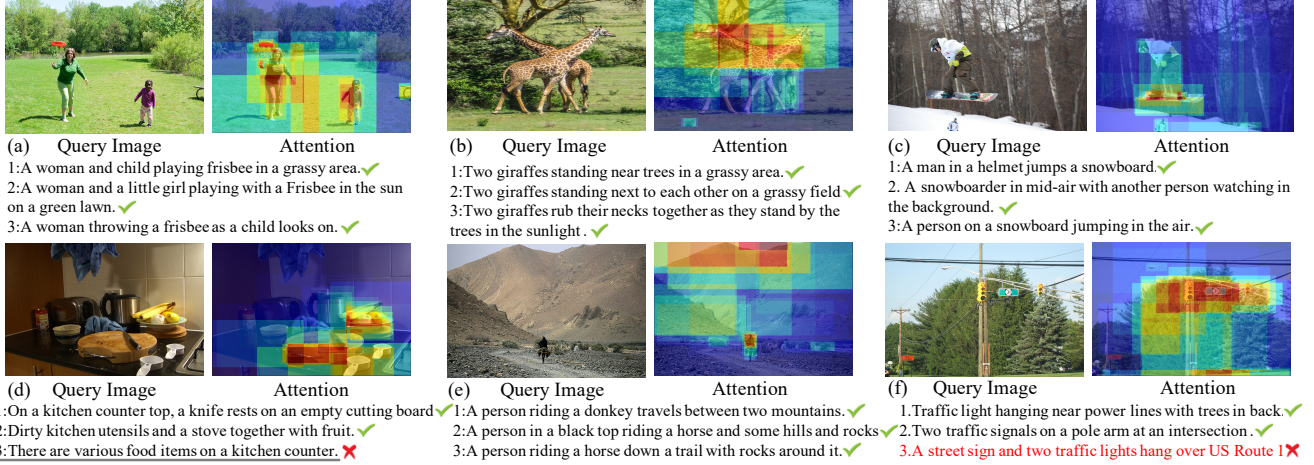 (a) Query Image Attention
1:A woman and child playing frisbee in a grassy area.
2:A woman and a little girl playing with a Frisbee in the sun
on a green lawn.
3:A woman throwing a frisbee as a child looks on.
(b) Query Image Attention
1:Two giraffes standing near trees in a grassy area.
2:Two giraffes standing next to each other on a grassy field
3:Two giraffes rub their necks together as they stand by the
trees in the sunlight .
(c) Query Image Attention
1:A man in a helmet jumps a snowboard.
2. A snowboarder in mid-air with another person watching in
the background.
3:A person on a snowboard jumping in the air.
(d) Query Image Attention
:On a kitchen counter top, a knife rests on an empty cutting board
2:Dirty kitchen utensils and a stove together with fruit.
3:There are various food items on a kitchen counter.
(e) Query Image Attention
1:A person riding a donkey travels between two mountains.
2:A person in a black top riding a horse and some hills and rocks
3:A person riding a horse down a trail with rocks around it.
(f) Query Image Attention
1.Traffic light hanging near power lines with trees in back.
2.Two traffic signals on a pole arm at an intersection .
3.A street sign and two traffic lights hang over US Route 1